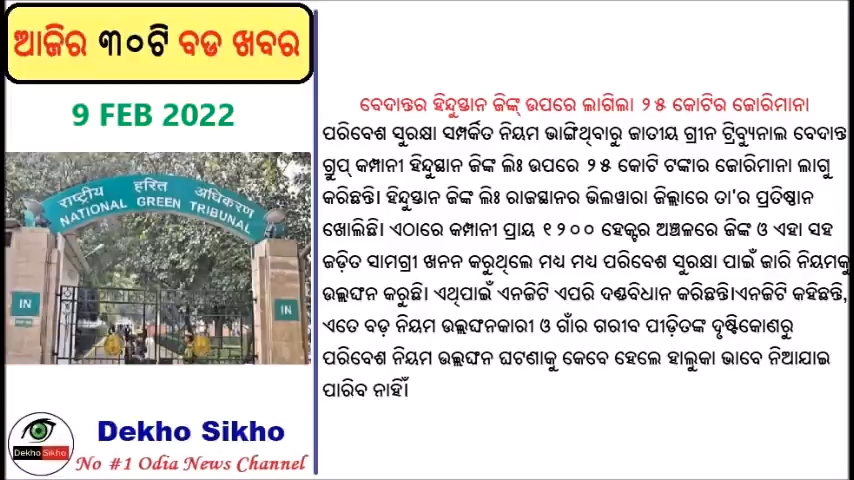 ଆଜିର ୩୦ଟି ବଡ ଖବର
9 FEB 2022
राष्ट्रीय हरित अधिकरण
NATIONAL GREEN TRIBUNAL
IN
IN
Dekho Sikho
Dekho Sikho
No #1 Odia News Channel
ବେଦାନ୍ତର ହିନ୍ଦୁସ୍ତାନ ଜିଙ୍କ୍ ଉପରେ ଲାଗିଲା ୨୫ କୋଟିର ଜୋରିମାନା
ପରିବେଶ ସୁରକ୍ଷା ସମ୍ପର୍କିତ ନିୟମ ଭାଙ୍ଗିଥିବାରୁ ଜାତୀୟ ଗ୍ରୀନ ଟ୍ରିବ୍ୟୁନାଲ ବେଦାନ୍ତ
ଗ୍ରୁପ୍ କମ୍ପାନୀ ହିନ୍ଦୁସ୍ଥାନ ଜିଙ୍କ ଲିଃ ଉପରେ ୨୫ କୋଟି ଟଙ୍କାର ଜୋରିମାନା ଲାଗୁ
କରିଛନ୍ତି। ହିନ୍ଦୁସ୍ତାନ ଜିଙ୍କ ଲିଃ ରାଜସ୍ଥାନର ଭିଲୱାରା ଜିଲ୍ଲାରେ ତା'ର ପ୍ରତିଷ୍ଠାନ
ଖୋଲିଛି। ଏଠାରେ କମ୍ପାନୀ ପ୍ରାୟ ୧୨୦୦ ହେକ୍ଟର ଅଞ୍ଚଳରେ ଜିଙ୍କ ଓ ଏହା ସହ
ଜଡ଼ିତ ସାମଗ୍ରୀ ଖନନ କରୁଥିଲେ ମଧ୍ୟ ମଧ୍ୟ ପରିବେଶ ସୁରକ୍ଷା ପାଇଁ ଜାରି ନିୟମକୁ
ଉଲ୍ଲଙ୍ଘନ କରୁଛି। ଏଥିପାଇଁ ଏନଜିଟି ଏପରି ଦଣ୍ଡବିଧାନ କରିଛନ୍ତି।ଏନଜିଟି କହିଛନ୍ତି,
ଏତେ ବଡ଼ ନିୟମ ଉଲ୍ଲଙ୍ଘନକାରୀ ଓ ଗାଁର ଗରୀବ ପୀଡ଼ିତଙ୍କ ଦୃଷ୍ଟିକୋଣରୁ
ପରିବେଶ ନିୟମ ଉଲ୍ଲଙ୍ଘନ ଘଟଣାକୁ କେବେ ହେଲେ ହାଲୁକା ଭାବେ ନିଆଯାଇ
ପାରିବ ନାହିଁ।